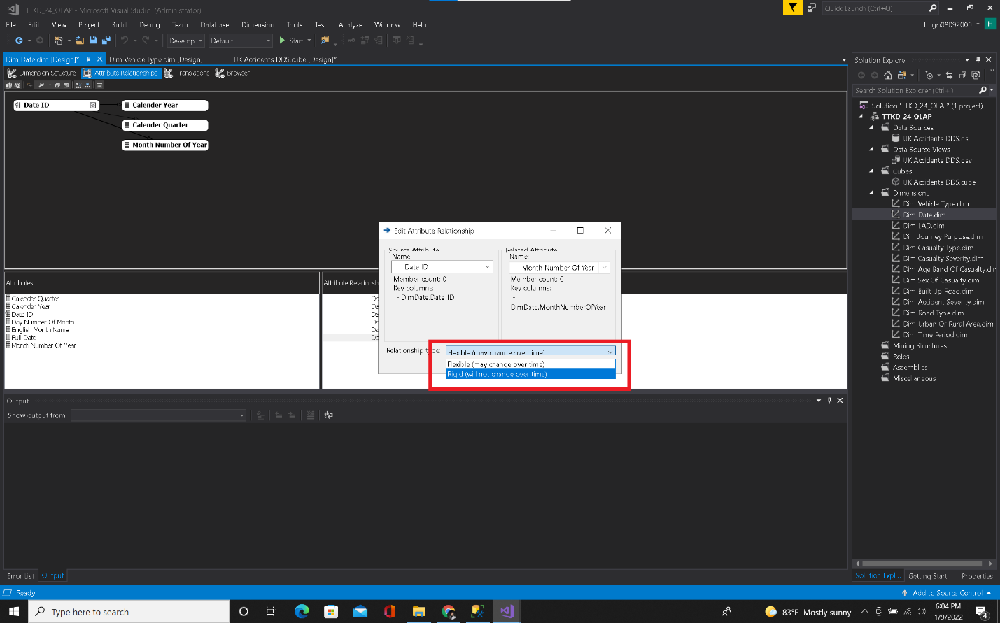 TTKD_24_OLAP - Microsoft Visual Studio (Administrator)
Quick Launch (Ctrl+Q)
File Edit View Project Build Debug Team Database Dimension Tools Test Analyze Window Help
hugo08092000
H
Develop
Default
Start
Dim Date.dim [Design]*
Dim Vehicle Type.dim [Design]
UK Accidents DDS.cube [Design]*
Dimension Structure
Attribute Relationships
Translations
Browser
Date ID
Calender Year
Calender Quarter
Month Number Of Year
Attributes
Calender Quarter
Calender Year
Date ID
Day Number Of Month
English Month Name
Full Date
Month Number Of Year
Attribute Relationsh
Da
Da
Da
Da
Da
Da
Edit Attribute Relationship
Source Attribute
Name:
Date ID
Member count: 0
Key columns:
- DimDate.Date_ID
Related Attribute
Name:
Month Number Of Year
Member count: 0
Key columns:
-
DimDate.MonthNumberOfYear
Relationship type:
Flexible (may change over time)
Flexible (may change over time)
Rigid (will not change over time)
Output
Show output from:
Error List
Output
Solution Explorer
Search Solution Explorer (Ctrl+;)
Solution 'TTKD_24_OLAP' (1 project)
TTKD_24_OLAP
Data Sources
UK Accidents DDS.ds
Data Source Views
UK Accidents DDS.dsv
Cubes
UK Accidents DDS.cube
Dimensions
Dim Vehicle Type.dim
Dim Date.dim
Dim LAD.dim
Dim Journey Purpose.dim
Dim Casualty Type.dim
Dim Casualty Severity.dim
Dim Age Band Of Casualty.dir
Dim Sex Of Casualty.dim
Dim Built Up Road.dim
Dim Accident Severity.dim
Dim Road Type.dim
Dim Urban Or Rural Area.dim
Dim Time Period.dim
Mining Structures
Roles
Assemblies
Miscellaneous
Solution Expl...
Getting Start...
Properties
Ready
Add to Source Control
Type here to search
83°F Mostly sunny
6:04 PM
1/9/2022
4